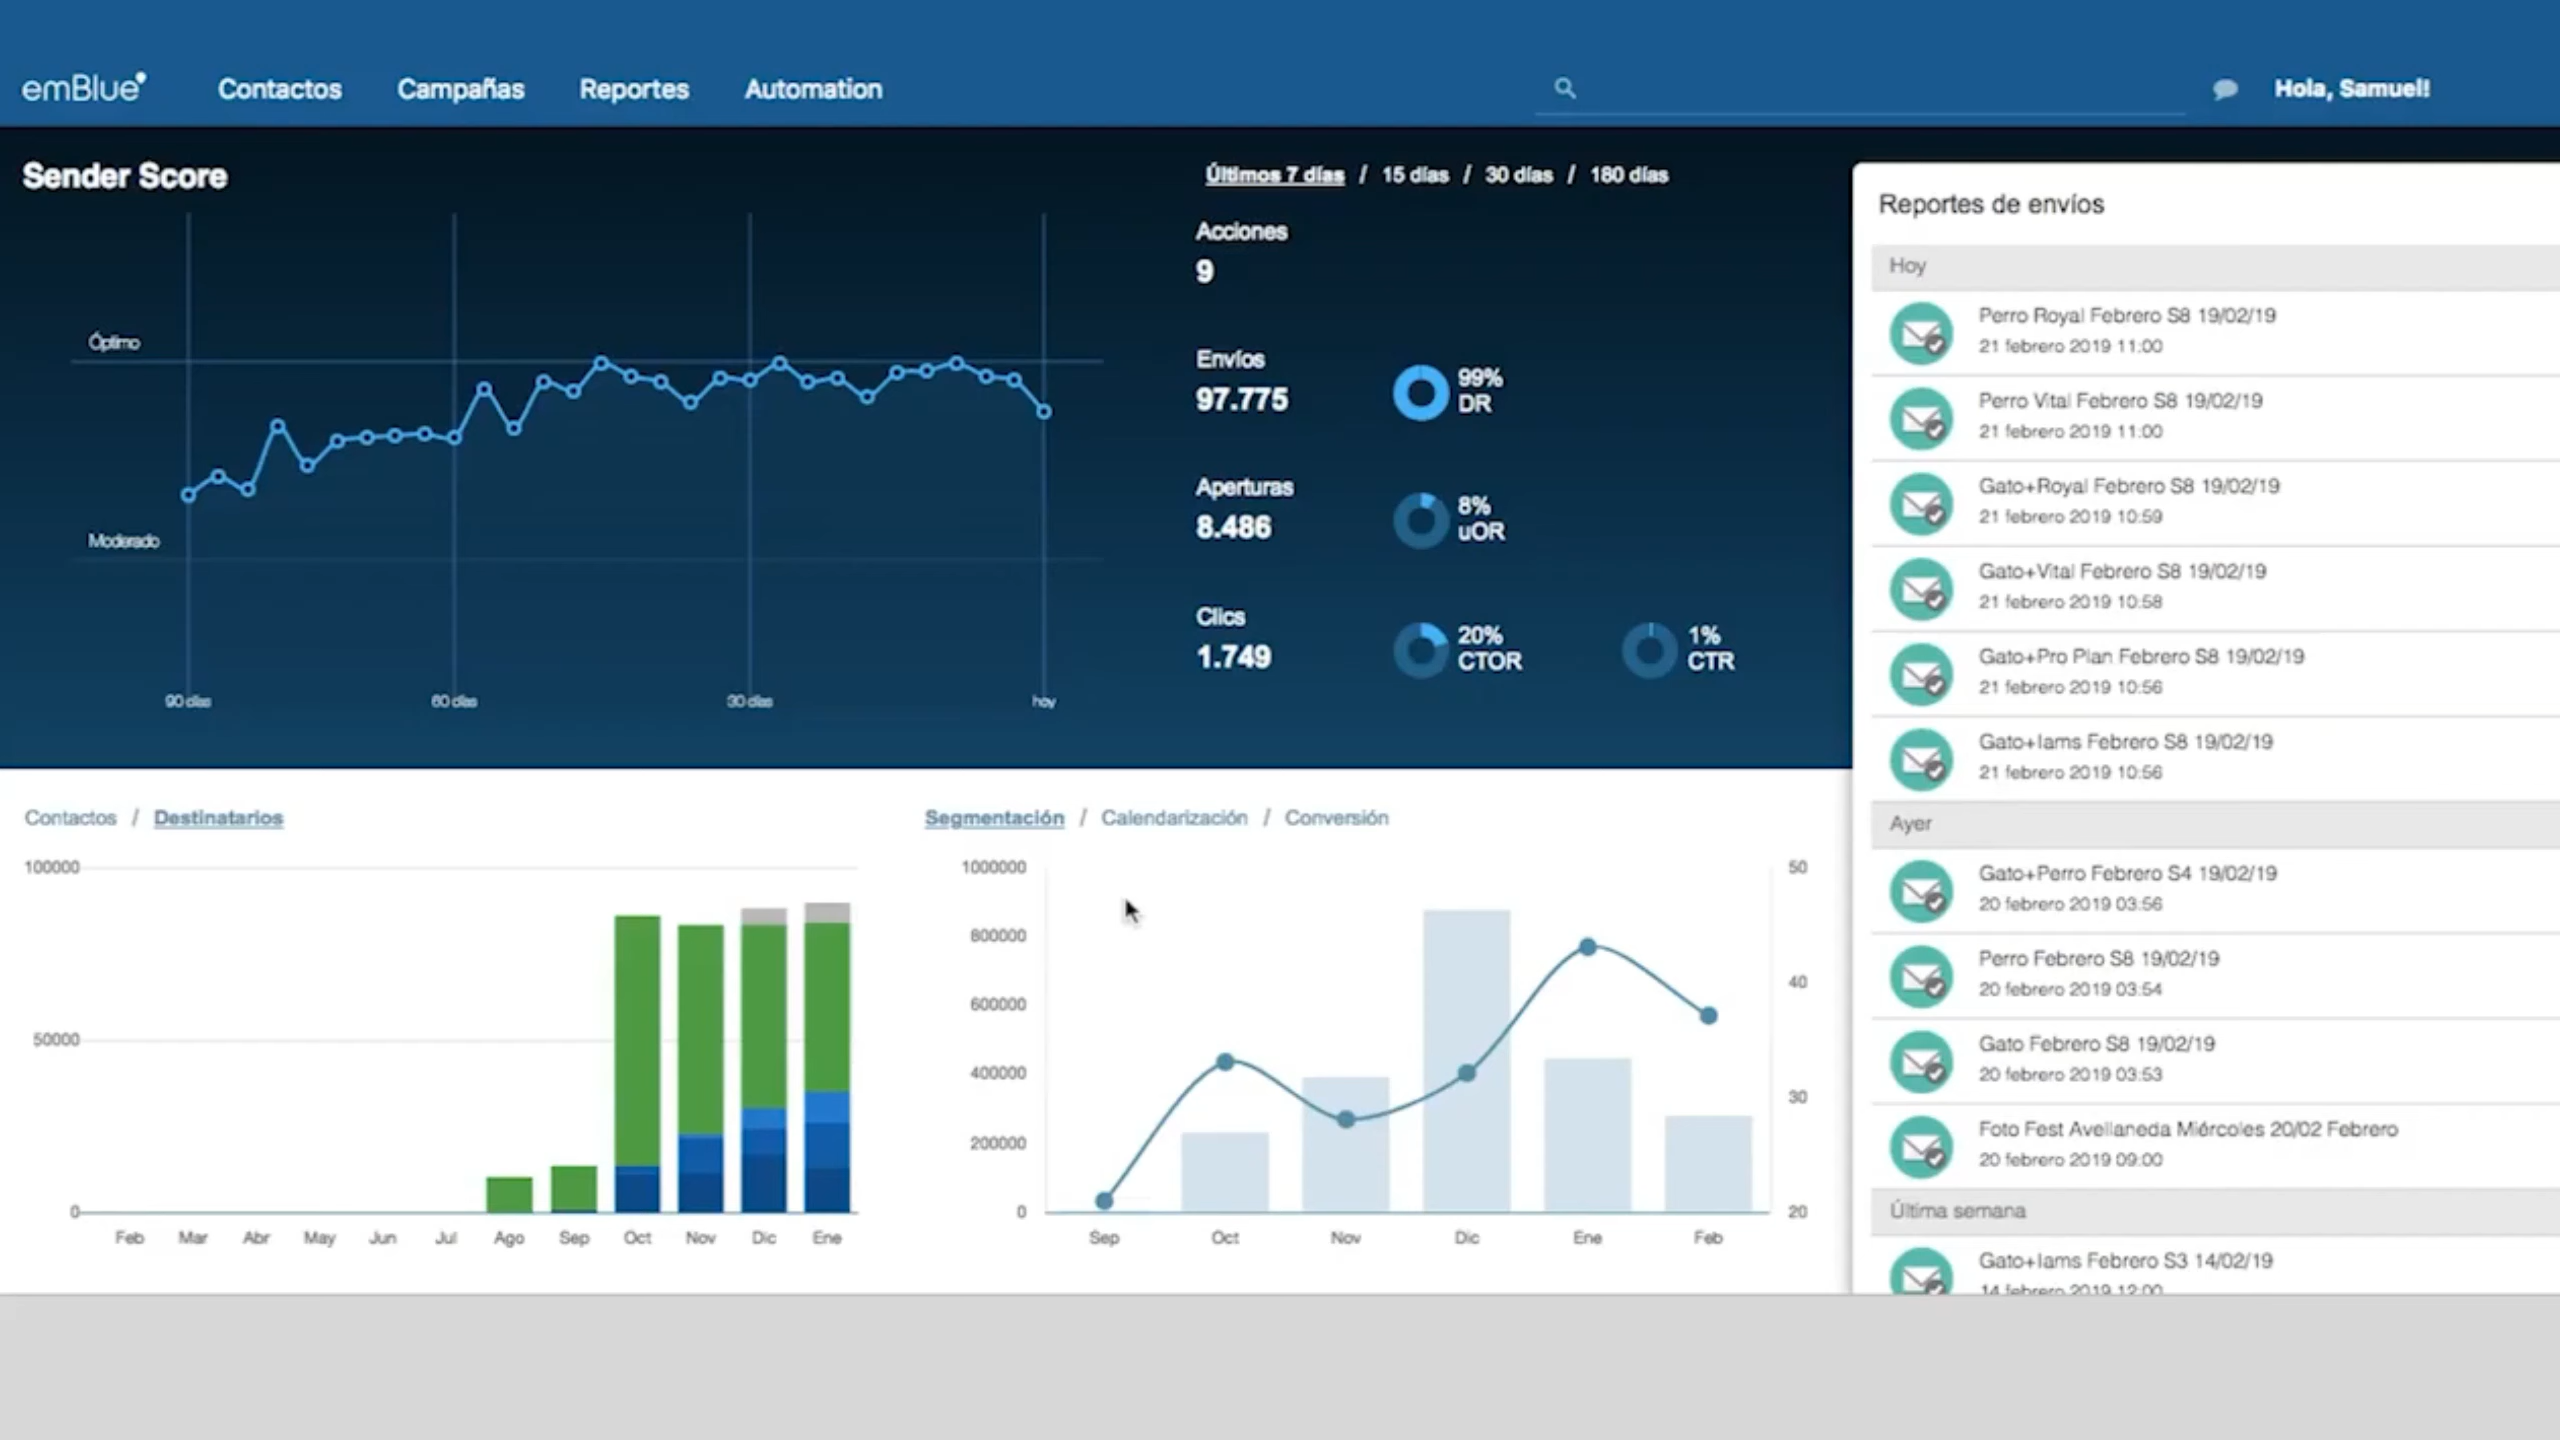 emBlue
Contactos
Campañas
Reportes
Automation
Hola, Samuel!
Sender Score
Óptimo
Moderado
90 días
60 días
30 días
hoy
Últimos 7 días / 15 días / 30 días / 180 días
Acciones
9
Envíos
97.775
99%
DR
Aperturas
8.486
8%
uOR
Clics
1.749
20%
CTOR
1%
CTR
Contactos / Destinatarios
100000
50000
0
Feb Mar Abr May Jun Jul Ago Sep Oct Nov Dic Ene
Segmentación / Calendarización / Conversión
1000000
800000
600000
400000
200000
0
50
40
30
20
Sep Oct Nov Dic Ene Feb
Reportes de envíos
Hoy
Perro Royal Febrero S8 19/02/19
21 febrero 2019 11:00
Perro Vital Febrero S8 19/02/19
21 febrero 2019 11:00
Gato+Royal Febrero S8 19/02/19
21 febrero 2019 10:59
Gato+Vital Febrero S8 19/02/19
21 febrero 2019 10:58
Gato+Pro Plan Febrero S8 19/02/19
21 febrero 2019 10:56
Gato+Iams Febrero S8 19/02/19
21 febrero 2019 10:56
Ayer
Gato+Perro Febrero S4 19/02/19
20 febrero 2019 03:56
Perro Febrero S8 19/02/19
20 febrero 2019 03:54
Gato Febrero S8 19/02/19
20 febrero 2019 03:53
Foto Fest Avellaneda Miércoles 20/02 Febrero
20 febrero 2019 09:00
Última semana
Gato+Iams Febrero S3 14/02/19
14 febrero 2019 12:00